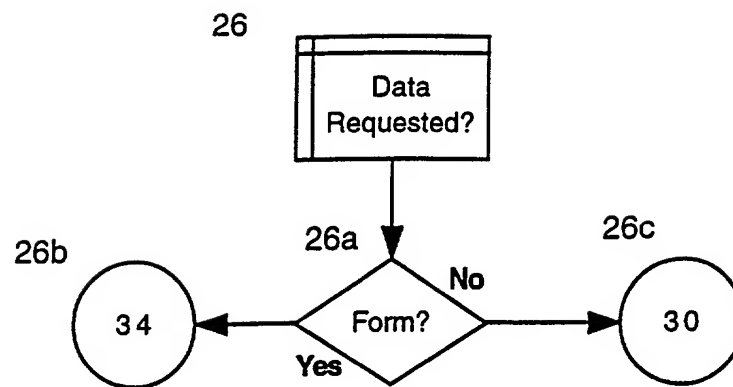 26
Data
Requested?
26a
26c
26b
No
34
Form?
30
Yes